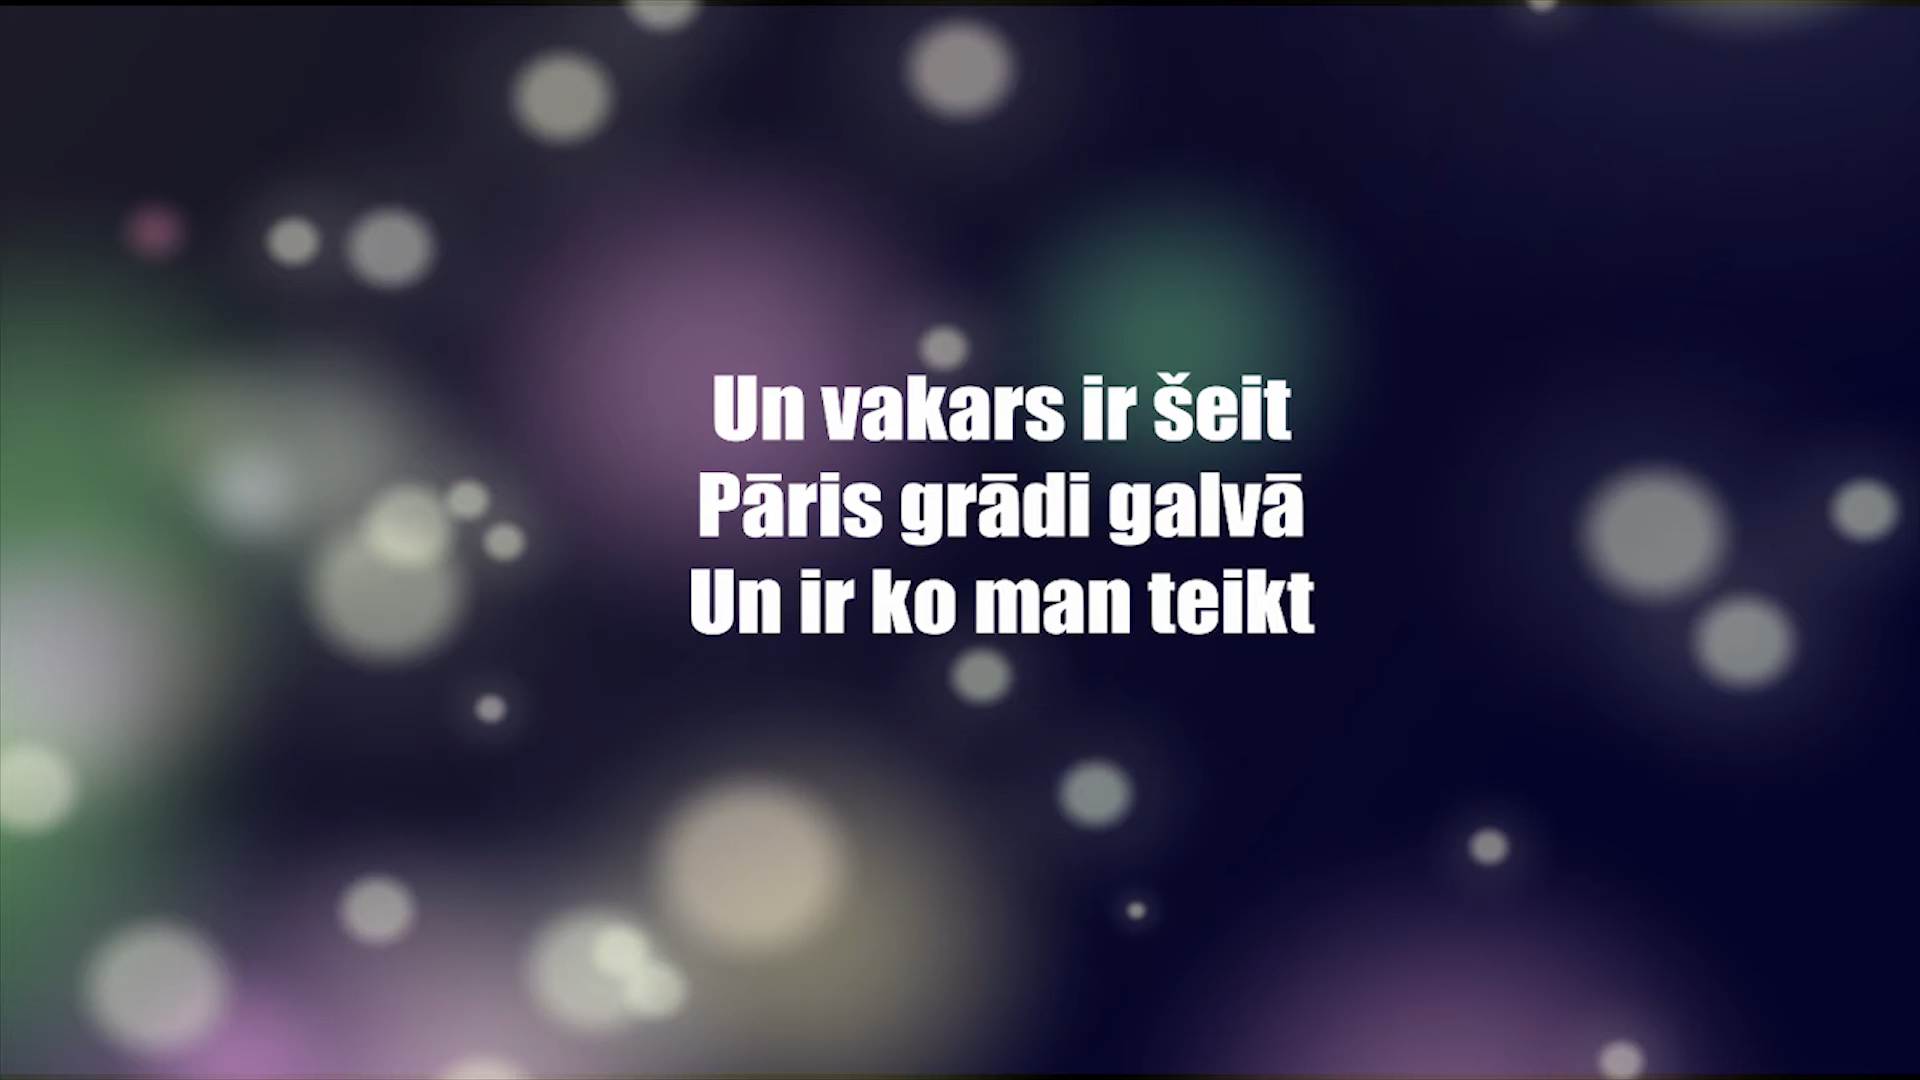 Un vakars ir šeit
Pāris grādi galvā
Un ir ko man teikt